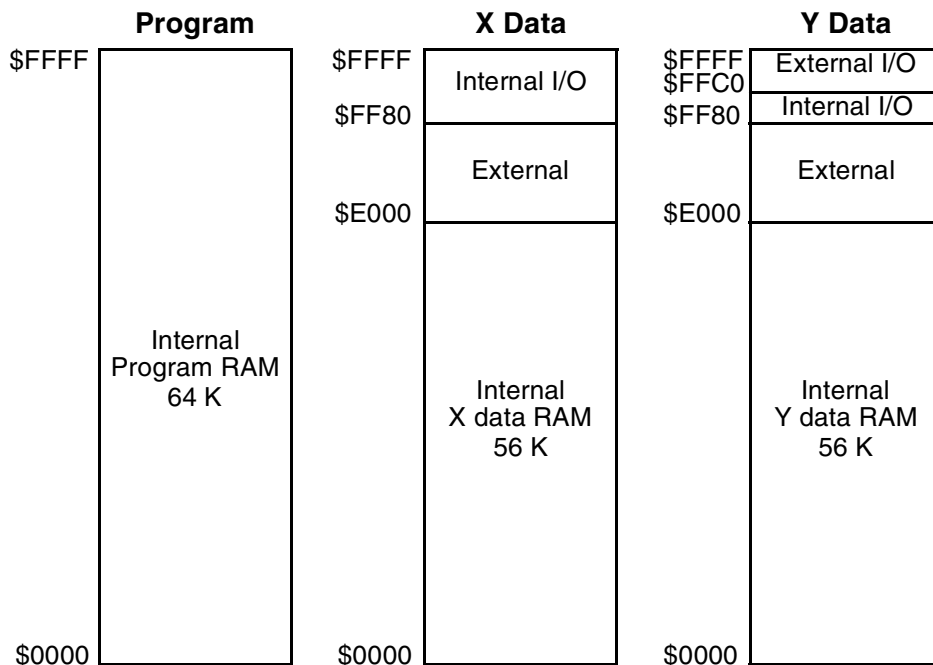 Program
$FFFF
Internal
Program RAM
64 K
$0000
X Data
$FFFF
Internal I/O
$FF80
External
$E000
Internal
X data RAM
56 K
$0000
Y Data
$FFFF
External I/O
$FFC0
Internal I/O
$FF80
External
$E000
Internal
Y data RAM
56 K
$0000